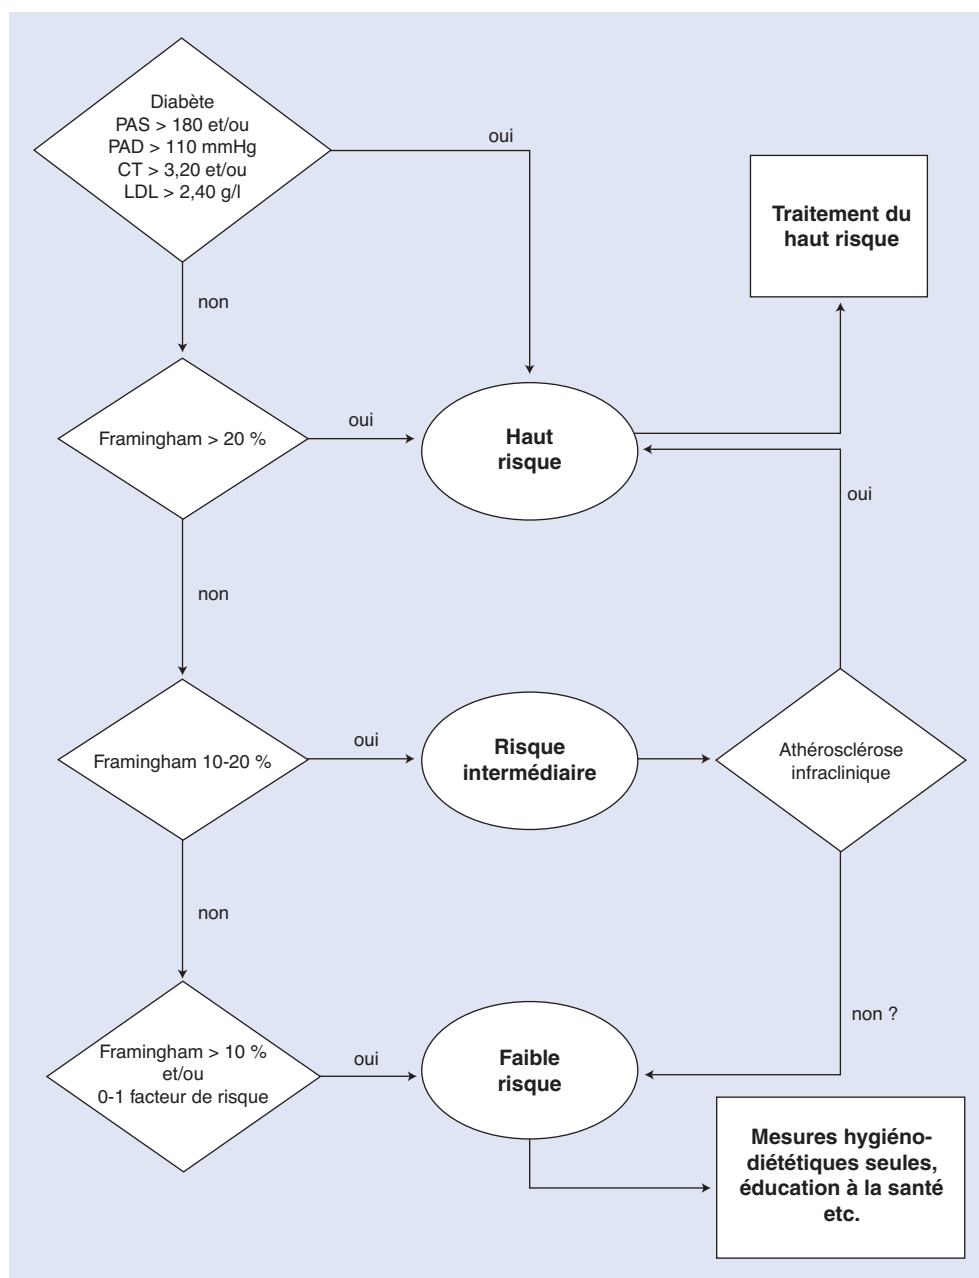 Diabète
PAS > 180 et/ou
PAD > 110 mmHg
CT > 3,20 et/ou
LDL > 2,40 g/l
oui
Traitement du
haut risque
non
Framingham > 20 %
oui
Haut
risque
oui
non
Framingham 10-20 %
oui
Risque
intermédiaire
Athérosclérose
infraclinique
non
non ?
Framingham > 10 %
et/ou
0-1 facteur de risque
oui
Faible
risque
Mesures hygiéno-
diététiques seules,
éducation à la santé
etc.